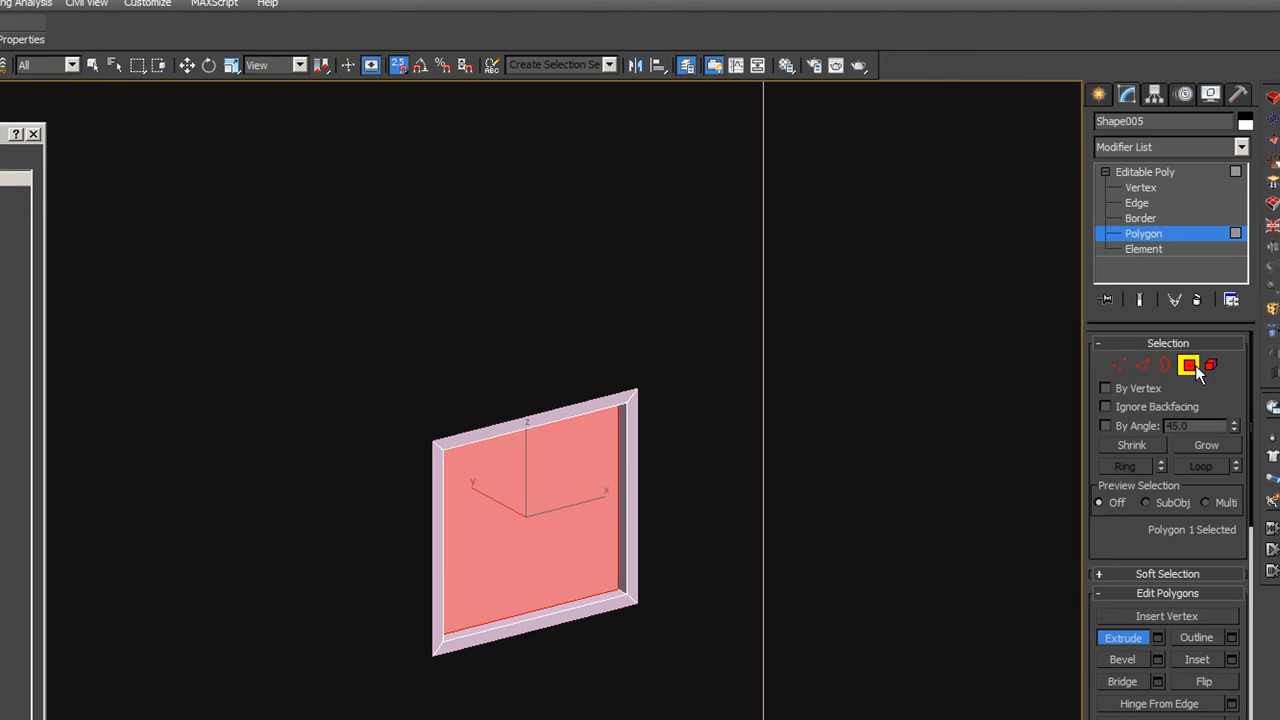 ng Analysis Civil View Customize MAXScript Help
Properties
All View 2.5 Create Selection Se
Shape005
Modifier List
Editable Poly
Vertex
Edge
Border
Polygon
Element
- Selection
By Vertex
Ignore Backfacing
By Angle: 45.0
Shrink Grow
Ring Loop
Preview Selection
Off SubObj Multi
Polygon 1 Selected
+ Soft Selection
- Edit Polygons
Insert Vertex
Extrude Outline
Bevel Inset
Bridge Flip
Hinge From Edge
z
y
x